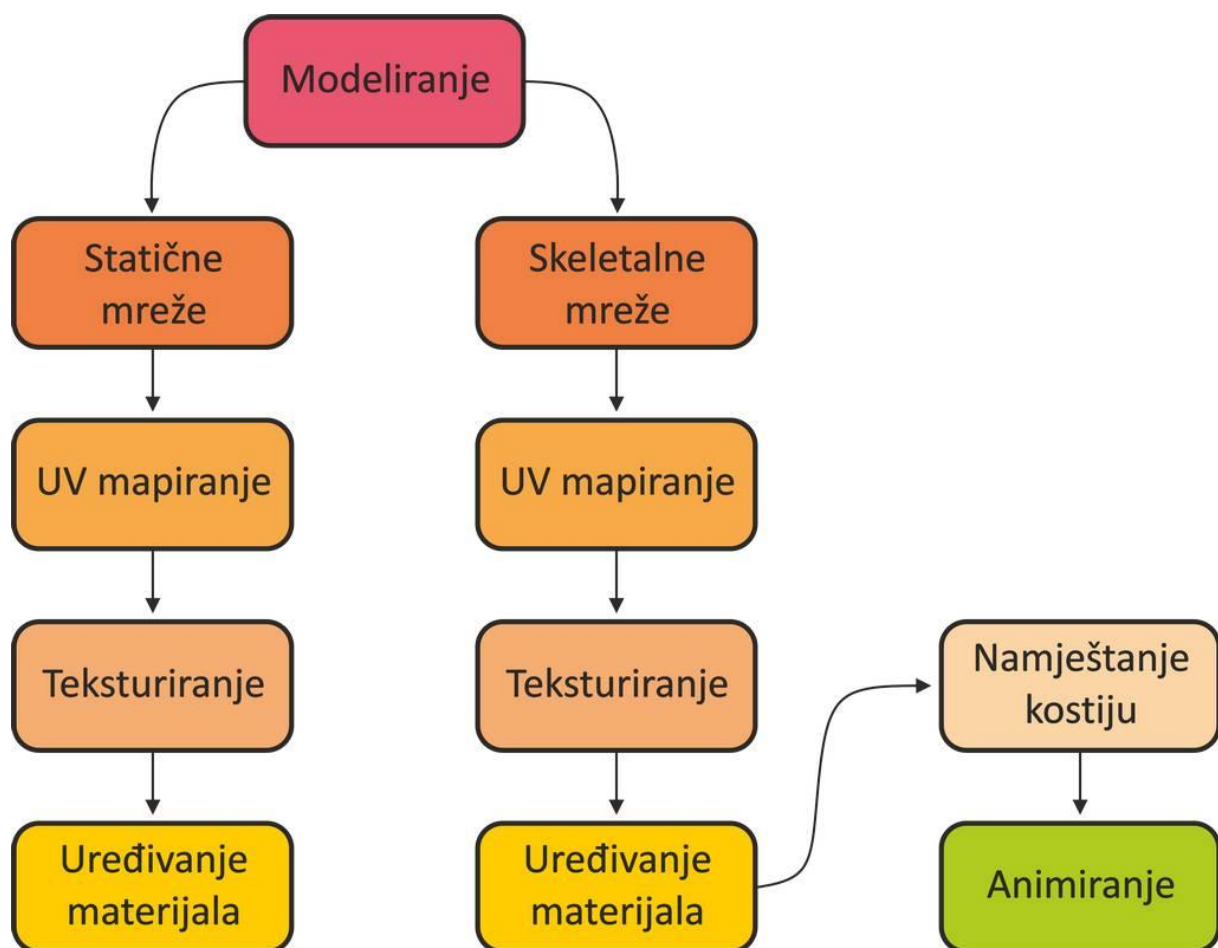 Modeliranje
Statične
mreže
UV mapiranje
Teksturiranje
Uređivanje
materijala
Skeletalne
mreže
UV mapiranje
Teksturiranje
Uređivanje
materijala
Namještanje
kostiju
Animiranje